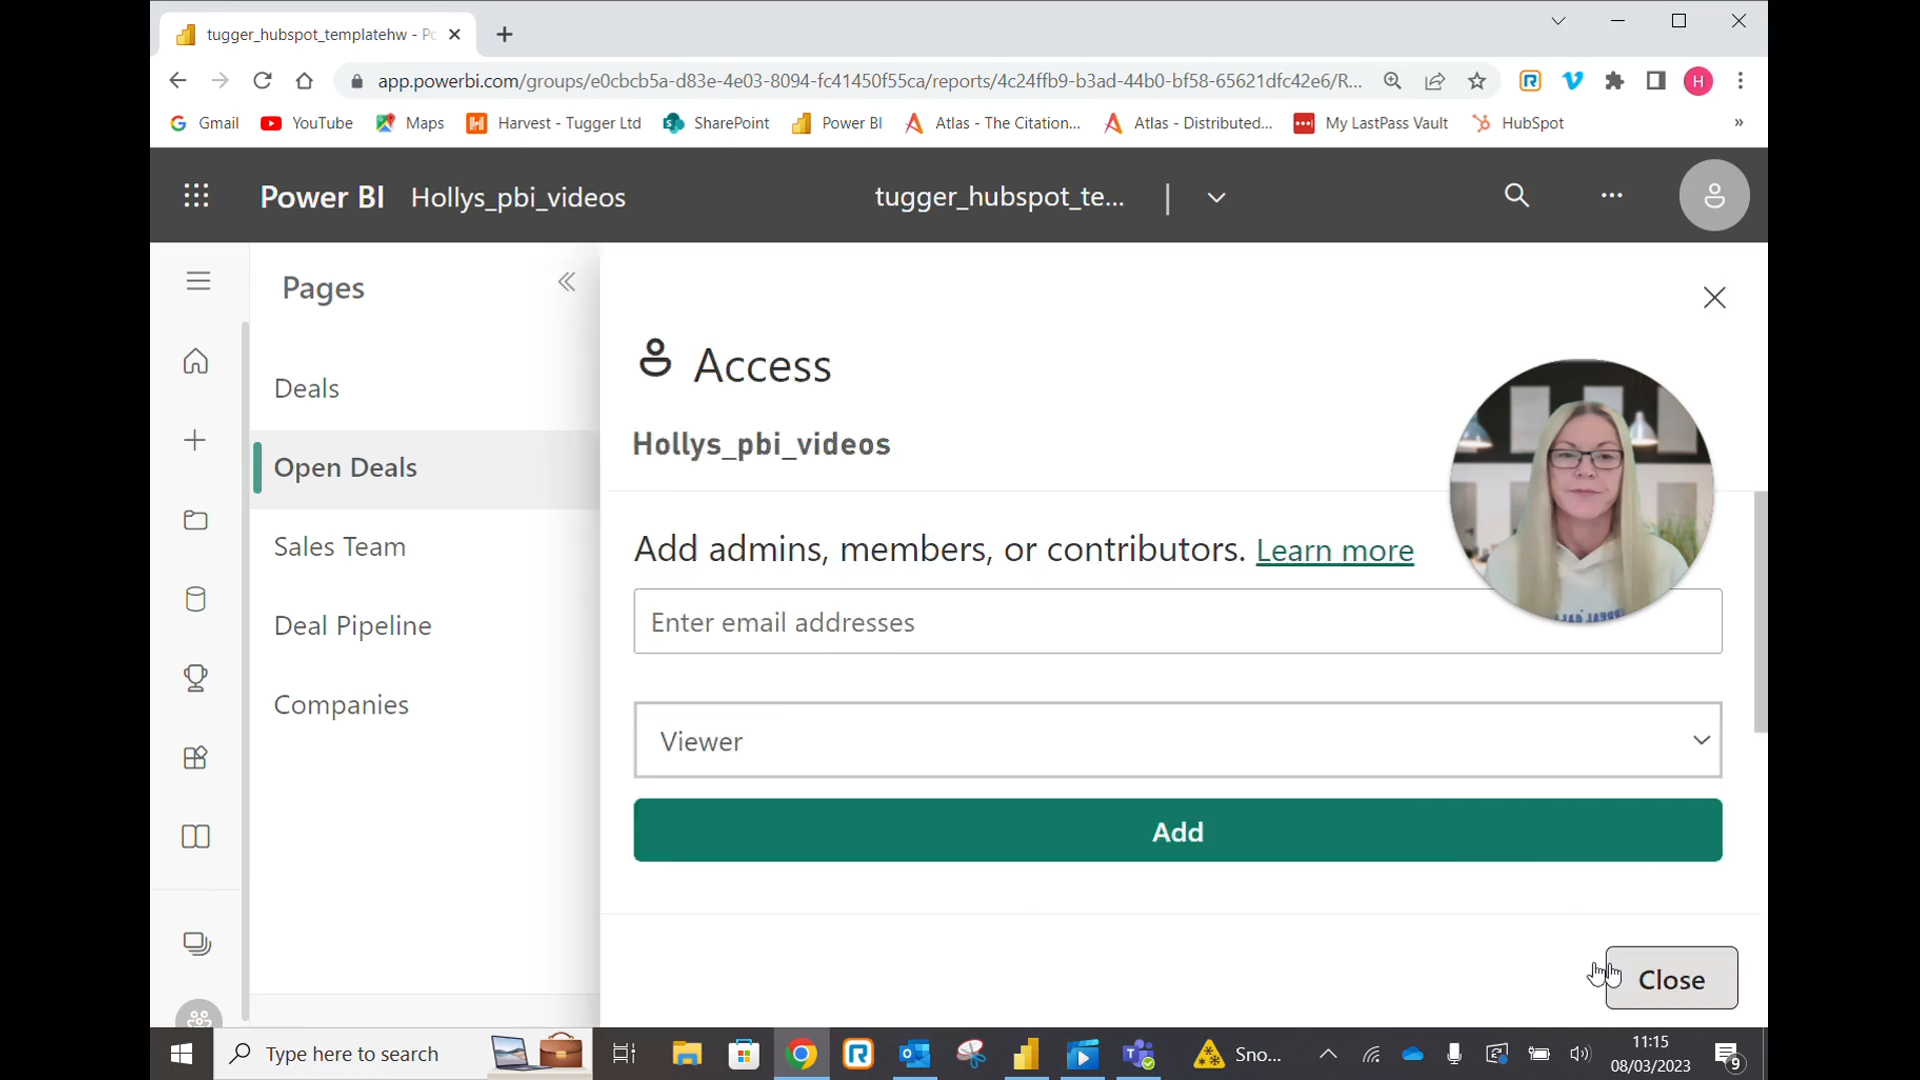 tugger_hubspot_templatehw - Po
app.powerbi.com/groups/e0cbcb5a-d83e-4e03-8094-fc41450f55ca/reports/4c24ffb9-b3ad-44b0-bf58-65621dfc42e6/R...
H
Gmail YouTube Maps Harvest - Tugger Ltd SharePoint Power BI Atlas - The Citation... Atlas - Distributed... My LastPass Vault HubSpot »
Power BI Hollys_pbi_videos tugger_hubspot_te... |
Pages
Deals
Open Deals
Sales Team
Deal Pipeline
Companies
Access
Hollys_pbi_videos
Add admins, members, or contributors. Learn more
Enter email addresses
Viewer
Add
Close
Type here to search
Sno...
11:15
08/03/2023
9